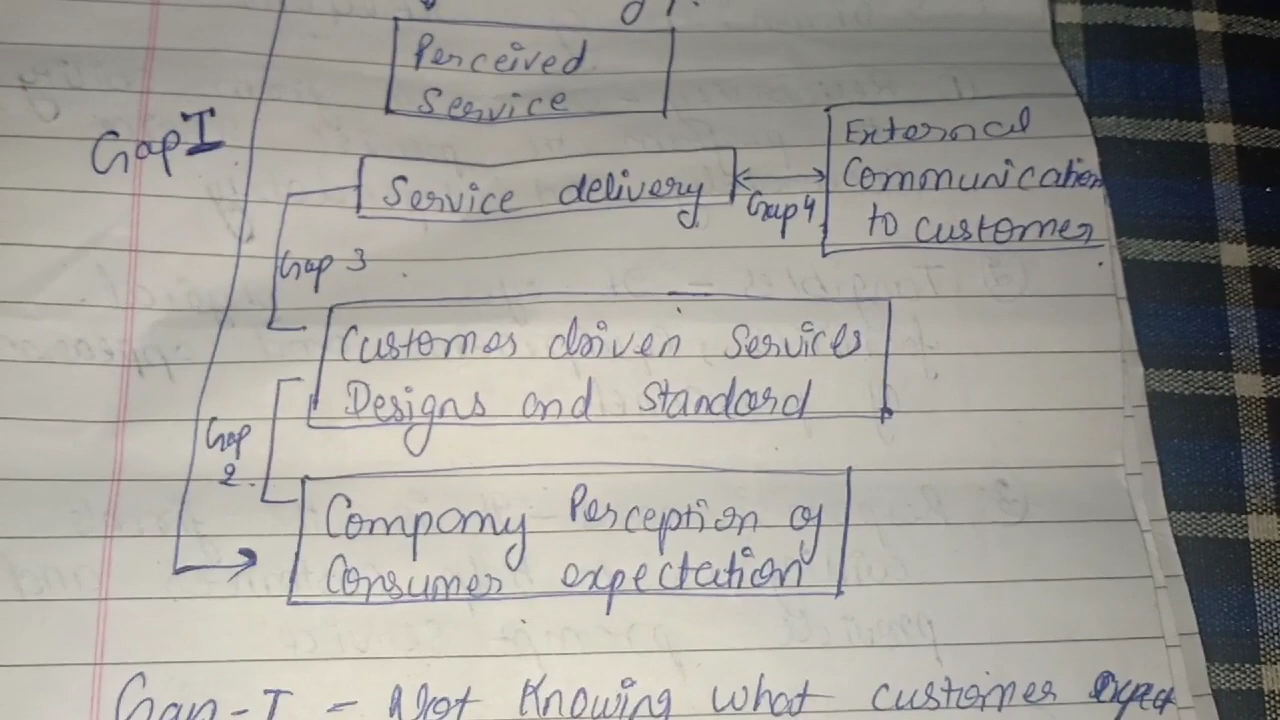 Perceived
Service
Gap I
Service delivery
Gap 4
External
Communication
to customer
Gap 3
Customer driven Services
Designs and Standard
Gap
2.
Company Perception of
Consumer expectation
Gap-I - Not Knowing what customer expect